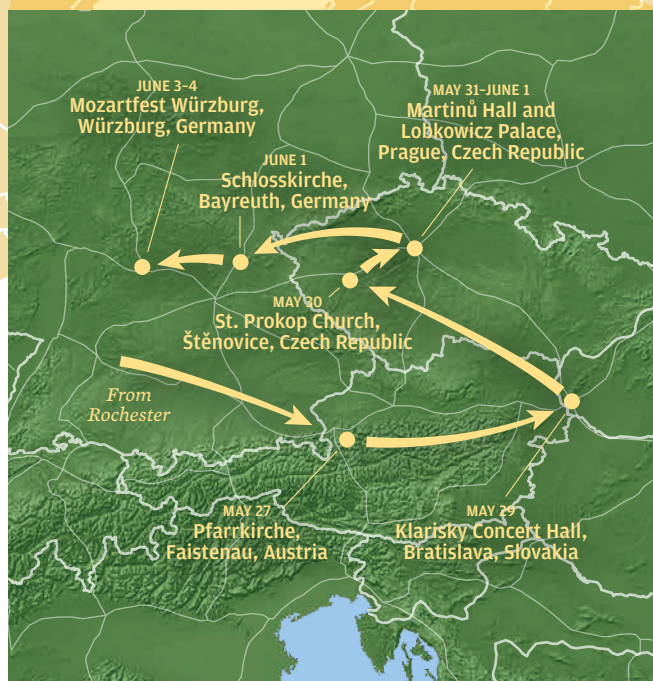 JUNE 3–4
Mozartfest Würzburg,
Würzburg, Germany
MAY 31–JUNE 1
Martinů Hall and
Lobkowicz Palace,
Prague, Czech Republic
JUNE 1
Schlosskirche,
Bayreuth, Germany
MAY 30
St. Prokop Church,
Štěnovice, Czech Republic
From
Rochester
MAY 27
Pfarrkirche,
Faistenau, Austria
MAY 29
Klarisky Concert Hall,
Bratislava, Slovakia